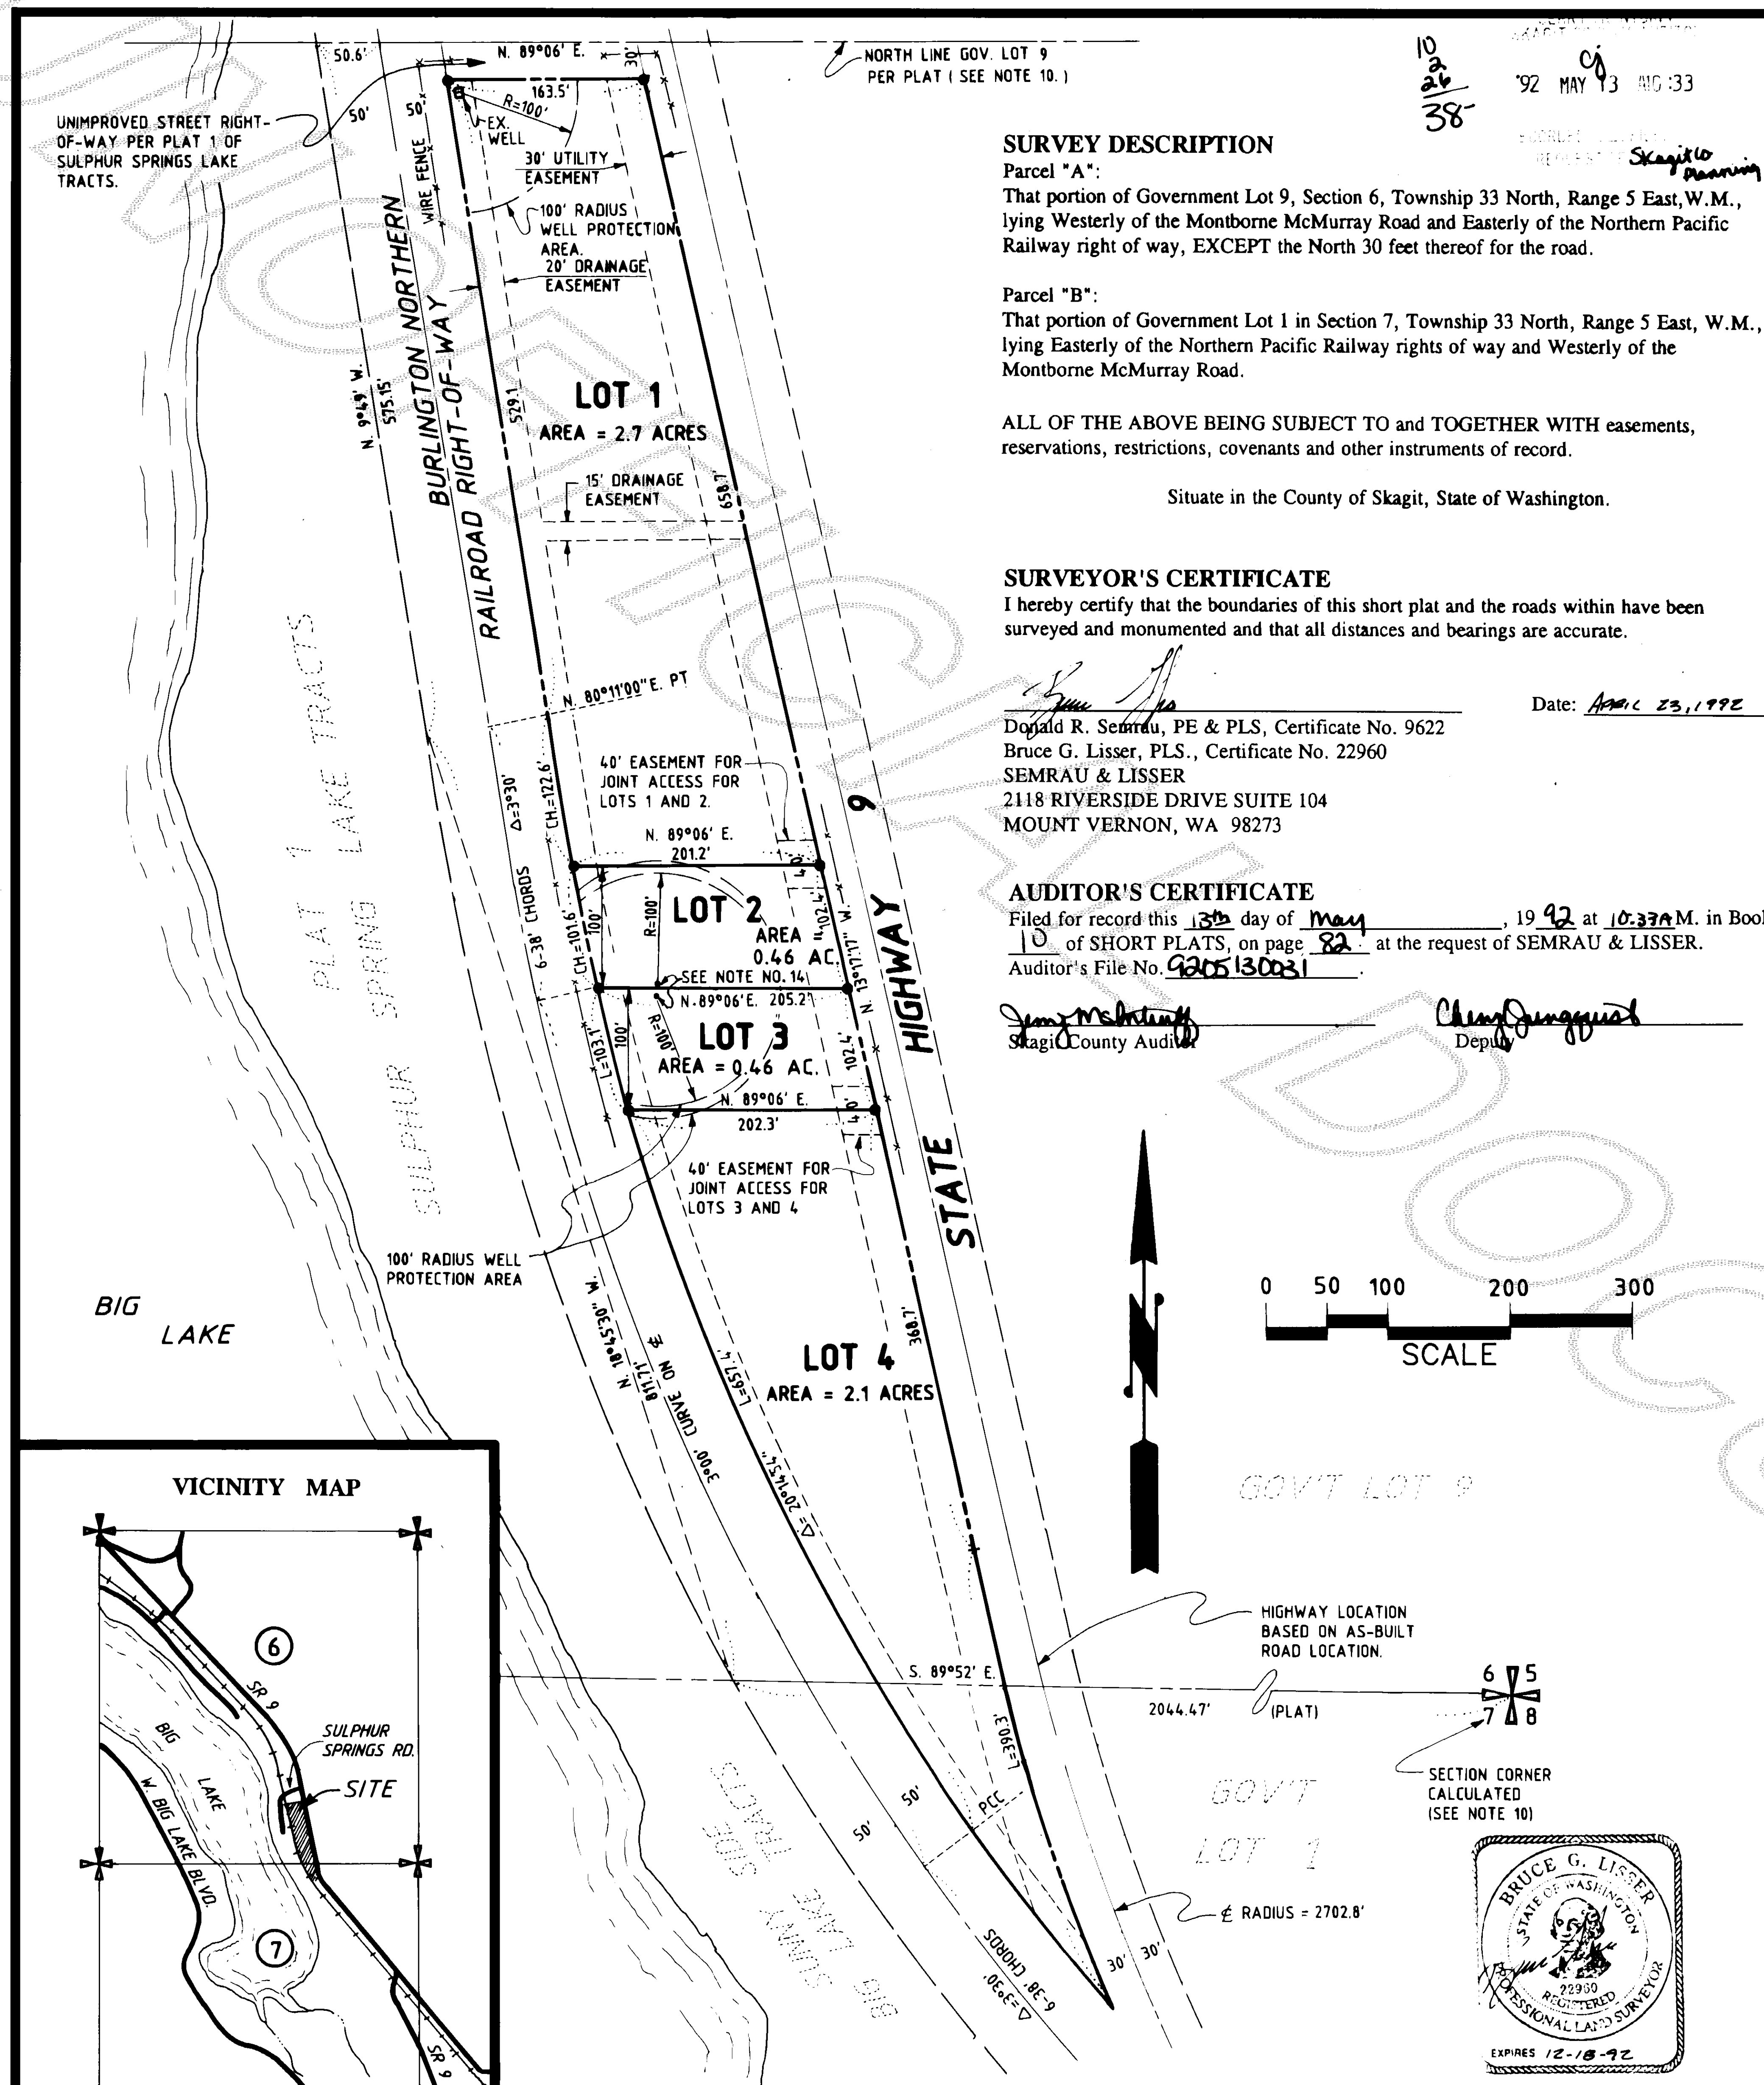 50.6'
N. 89°06' E.
30'
NORTH LINE GOV. LOT 9
PER PLAT ( SEE NOTE 10. )
10
2
26
38-
cj
'92 MAY 13
Skagit Co
Planning
UNIMPROVED STREET RIGHT-
OF-WAY PER PLAT 1 OF
SULPHUR SPRINGS LAKE
TRACTS.
50'
50'
163.5'
R=100'
EX.
WELL
WIRE FENCE
30' UTILITY
EASEMENT
100' RADIUS
WELL PROTECTION
AREA.
20' DRAINAGE
EASEMENT
N. 9°49' W.
575.15'
BURLINGTON NORTHERN
RAILROAD RIGHT-OF-WAY
529.1
LOT 1
AREA = 2.7 ACRES
15' DRAINAGE
EASEMENT
658.7'
SURVEY DESCRIPTION
Parcel "A":
That portion of Government Lot 9, Section 6, Township 33 North, Range 5 East, W.M.,
lying Westerly of the Montborne McMurray Road and Easterly of the Northern Pacific
Railway right of way, EXCEPT the North 30 feet thereof for the road.
Parcel "B":
That portion of Government Lot 1 in Section 7, Township 33 North, Range 5 East, W.M.,
lying Easterly of the Northern Pacific Railway rights of way and Westerly of the
Montborne McMurray Road.
ALL OF THE ABOVE BEING SUBJECT TO and TOGETHER WITH easements,
reservations, restrictions, covenants and other instruments of record.
Situate in the County of Skagit, State of Washington.
SURVEYOR'S CERTIFICATE
I hereby certify that the boundaries of this short plat and the roads within have been
surveyed and monumented and that all distances and bearings are accurate.
Date: APRIL 23, 1992
Donald R. Semrau, PE & PLS, Certificate No. 9622
Bruce G. Lisser, PLS., Certificate No. 22960
SEMRAU & LISSER
2118 RIVERSIDE DRIVE SUITE 104
MOUNT VERNON, WA 98273
AUDITOR'S CERTIFICATE
Filed for record this 13th day of May, 19 92 at 10:33A M. in Book
10 of SHORT PLATS, on page 82 at the request of SEMRAU & LISSER.
Auditor's File No. 9205130031.
Skagit County Auditor
Deputy
PLAT 1
SULPHUR SPRING LAKE TRACTS
N 80°11'00" E. PT
Δ=3°30'
6-38' CHORDS
CH.=122.6'
40' EASEMENT FOR
JOINT ACCESS FOR
LOTS 1 AND 2.
N. 89°06' E.
201.2'
40'
LOT 2
AREA =
0.46 AC.
CH.=101.6'
100'
R=100'
102.4'
N 13°17'17" W.
SEE NOTE NO. 14
N. 89°06' E. 205.2'
LOT 3
AREA = 0.46 AC.
L=103.1'
100'
R=100'
102.4'
N. 89°06' E.
202.3'
40'
40' EASEMENT FOR
JOINT ACCESS FOR
LOTS 3 AND 4
100' RADIUS WELL
PROTECTION AREA
STATE HIGHWAY 9
BIG
LAKE
N. 18°45'30" W.
811.71'
3°00' CURVE ON ℄
L=657.4'
Δ= 20°14'54"
LOT 4
AREA = 2.1 ACRES
368.7'
0 50 100 200 300
SCALE
N
GOV'T LOT 9
HIGHWAY LOCATION
BASED ON AS-BUILT
ROAD LOCATION.
S. 89°52' E.
2044.47'
(PLAT)
6 5
7 8
SECTION CORNER
CALCULATED
(SEE NOTE 10)
L=390.3'
PCC
50'
50'
GOV'T
LOT 1
℄ RADIUS = 2702.8'
30' 30'
6-38' CHORDS
Δ=3°30'
BIG LAKE
SUNNY SIDE
TRACTS
VICINITY MAP
6
SR 9
BIG
LAKE
SULPHUR
SPRINGS RD.
SITE
W. BIG LAKE BLVD.
7
SR 9
BRUCE G. LISSER
STATE OF WASHINGTON
22960
REGISTERED
PROFESSIONAL LAND SURVEYOR
EXPIRES 12-18-92